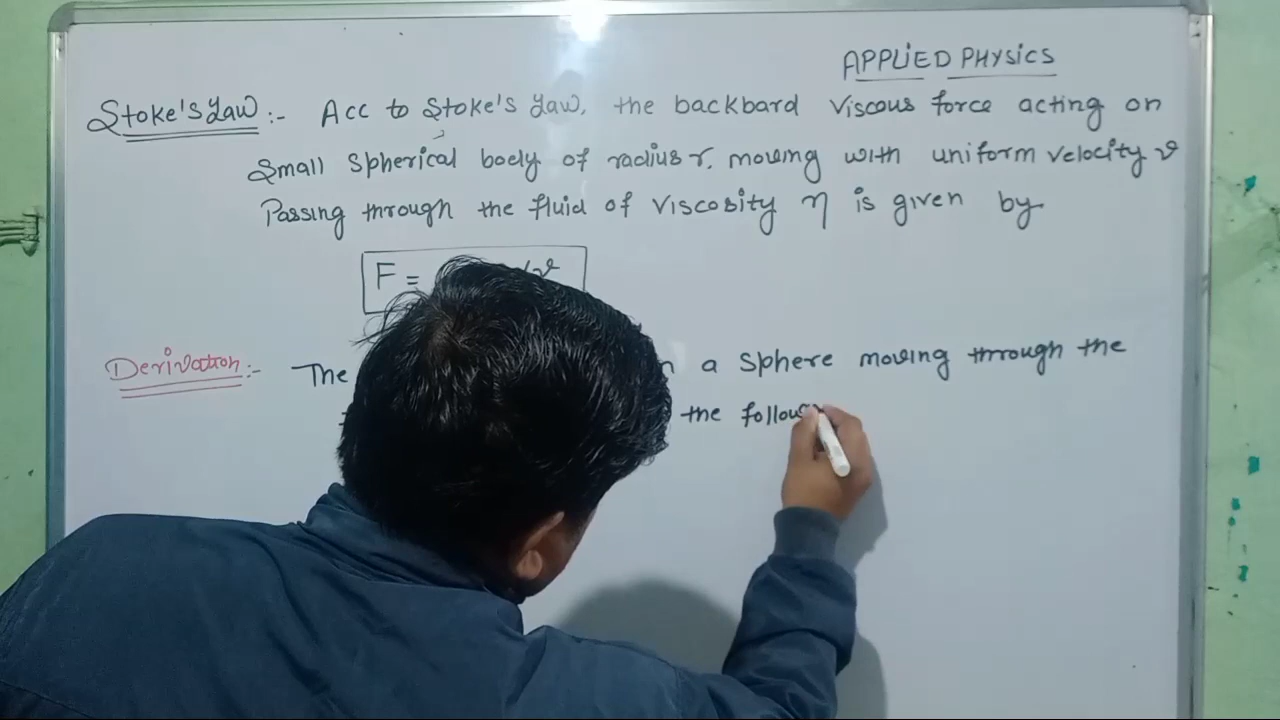 APPLiED PHYSiCS
Stoke's Law :- Acc to Stoke's Law, the backbard Viscous force acting on
Small Spherical boely of radius r. moving with uniform velocity v
Passing through the fluid of Viscosity η is given by
F =
Derivation :- The a Sphere moving through the
the follow